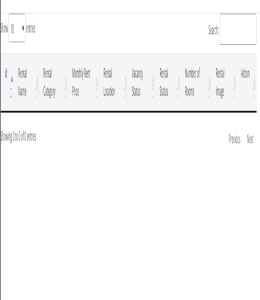 Show 10 entries
Search:
Id Rental Name Rental Category Monthly Rent Price Rental Location Vacancy Status Rental Status Number of Rooms Rental Image Action
Showing 0 to 0 of 0 entries
Previous Next